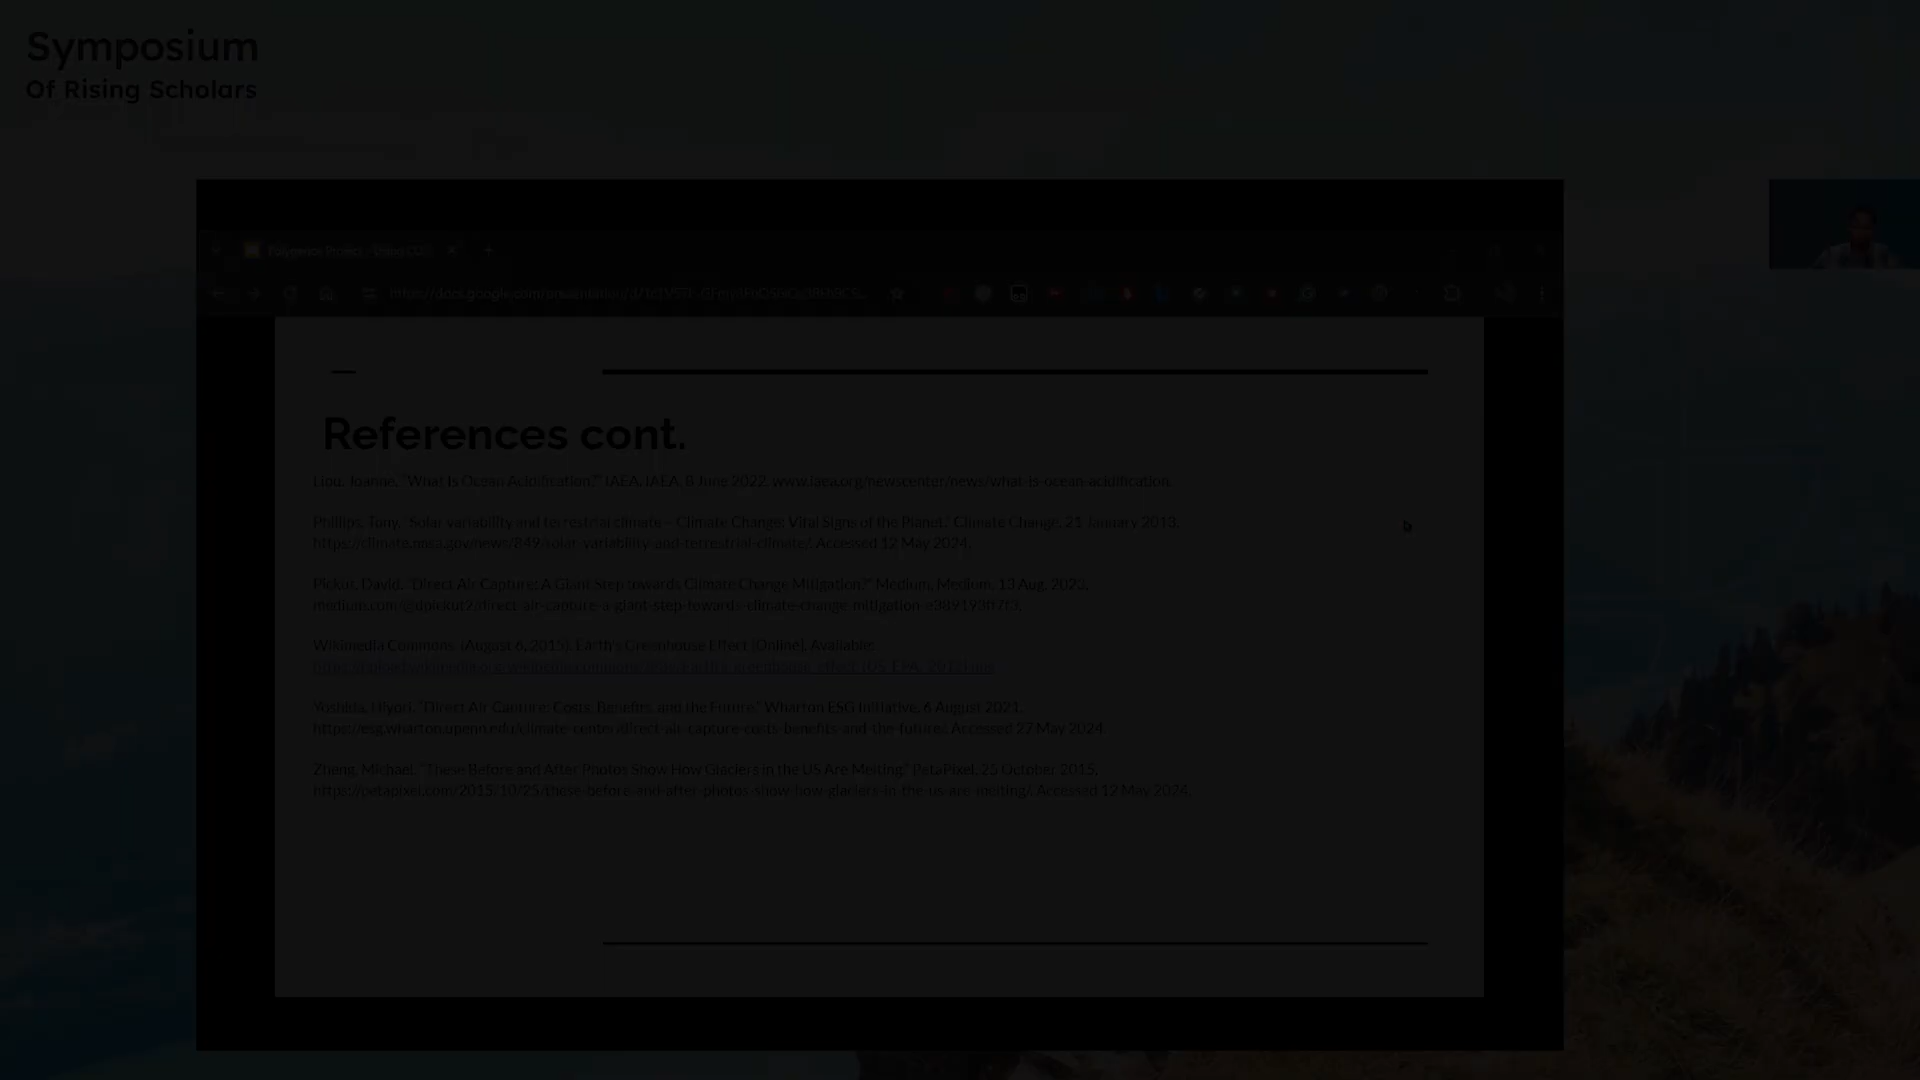 Symposium
Of Rising Scholars
References cont.
Liou, Joanne. "What Is Ocean Acidification?" IAEA, IAEA, 8 June 2022, www.iaea.org/newscenter/news/what-is-ocean-acidification.
Phillips, Tony. "Solar variability and terrestrial climate – Climate Change: Vital Signs of the Planet." Climate Change, 21 January 2013,
https://climate.nasa.gov/news/849/solar-variability-and-terrestrial-climate/. Accessed 12 May 2024.
Pickut, David. "Direct Air Capture: A Giant Step towards Climate Change Mitigation?" Medium, Medium, 13 Aug. 2023,
Wikimedia Commons. (August 6, 2015). Earth's Greenhouse Effect [Online]. Available:
Yoshida, Hiyori. "Direct Air Capture: Costs, Benefits, and the Future." Wharton ESG Initiative, 6 August 2021,
https://esg.wharton.upenn.edu/climate-center/direct-air-capture-costs-benefits-and-the-future/. Accessed 27 May 2024.
Zhang, Michael. "These Before and After Photos Show How Glaciers in the US Are Melting." PetaPixel, 25 October 2015,
https://petapixel.com/2015/10/25/these-before-and-after-photos-show-how-glaciers-in-the-us-are-melting/. Accessed 12 May 2024.